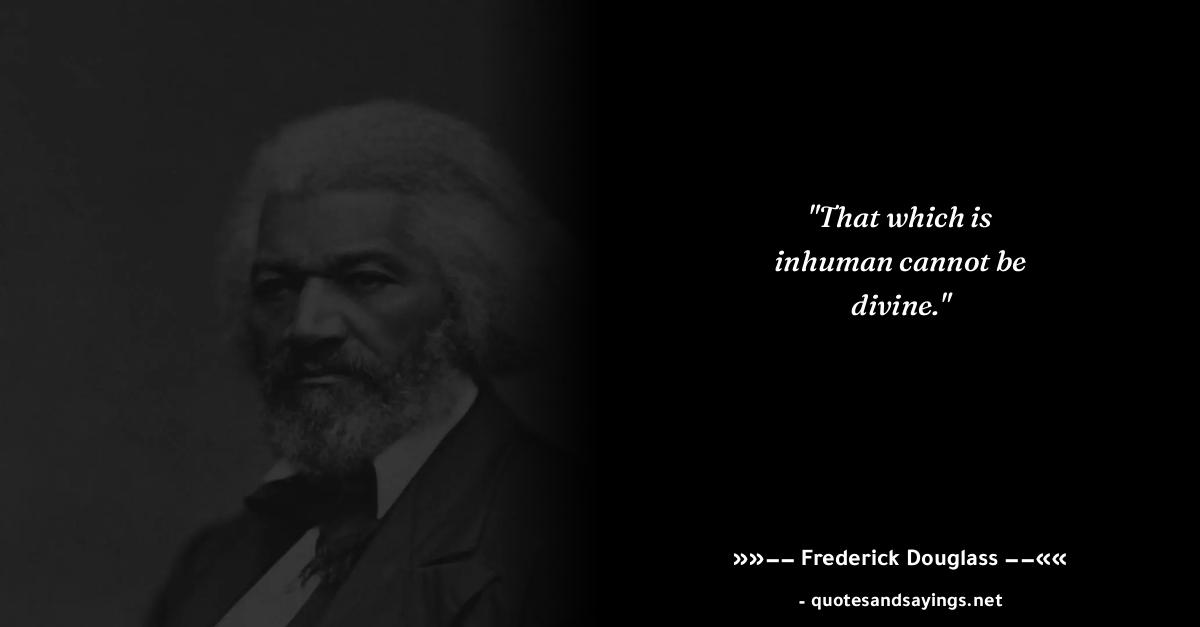 "That which is
inhuman cannot be
divine."
»»−− Frederick Douglass −−««
- quotesandsayings.net